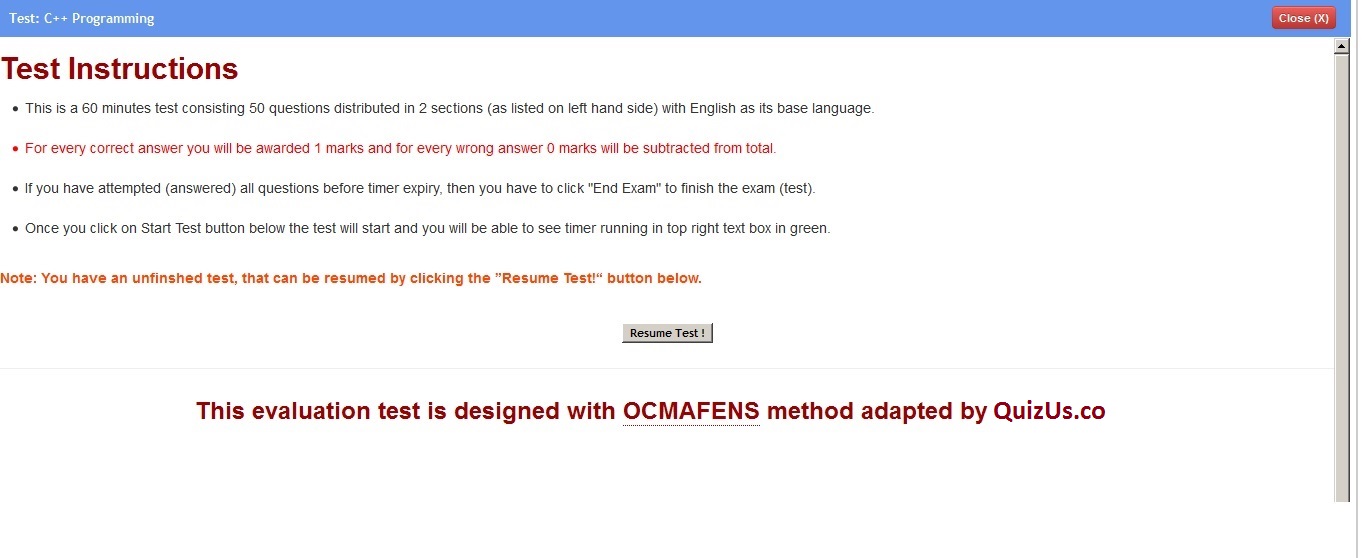 Test: C++ Programming
Close (X)
Test Instructions
• This is a 60 minutes test consisting 50 questions distributed in 2 sections (as listed on left hand side) with English as its base language.
• For every correct answer you will be awarded 1 marks and for every wrong answer 0 marks will be subtracted from total.
• If you have attempted (answered) all questions before timer expiry, then you have to click "End Exam" to finish the exam (test).
• Once you click on Start Test button below the test will start and you will be able to see timer running in top right text box in green.
Note: You have an unfinshed test, that can be resumed by clicking the ”Resume Test!“ button below.
Resume Test !
This evaluation test is designed with OCMAFENS method adapted by QuizUs.co